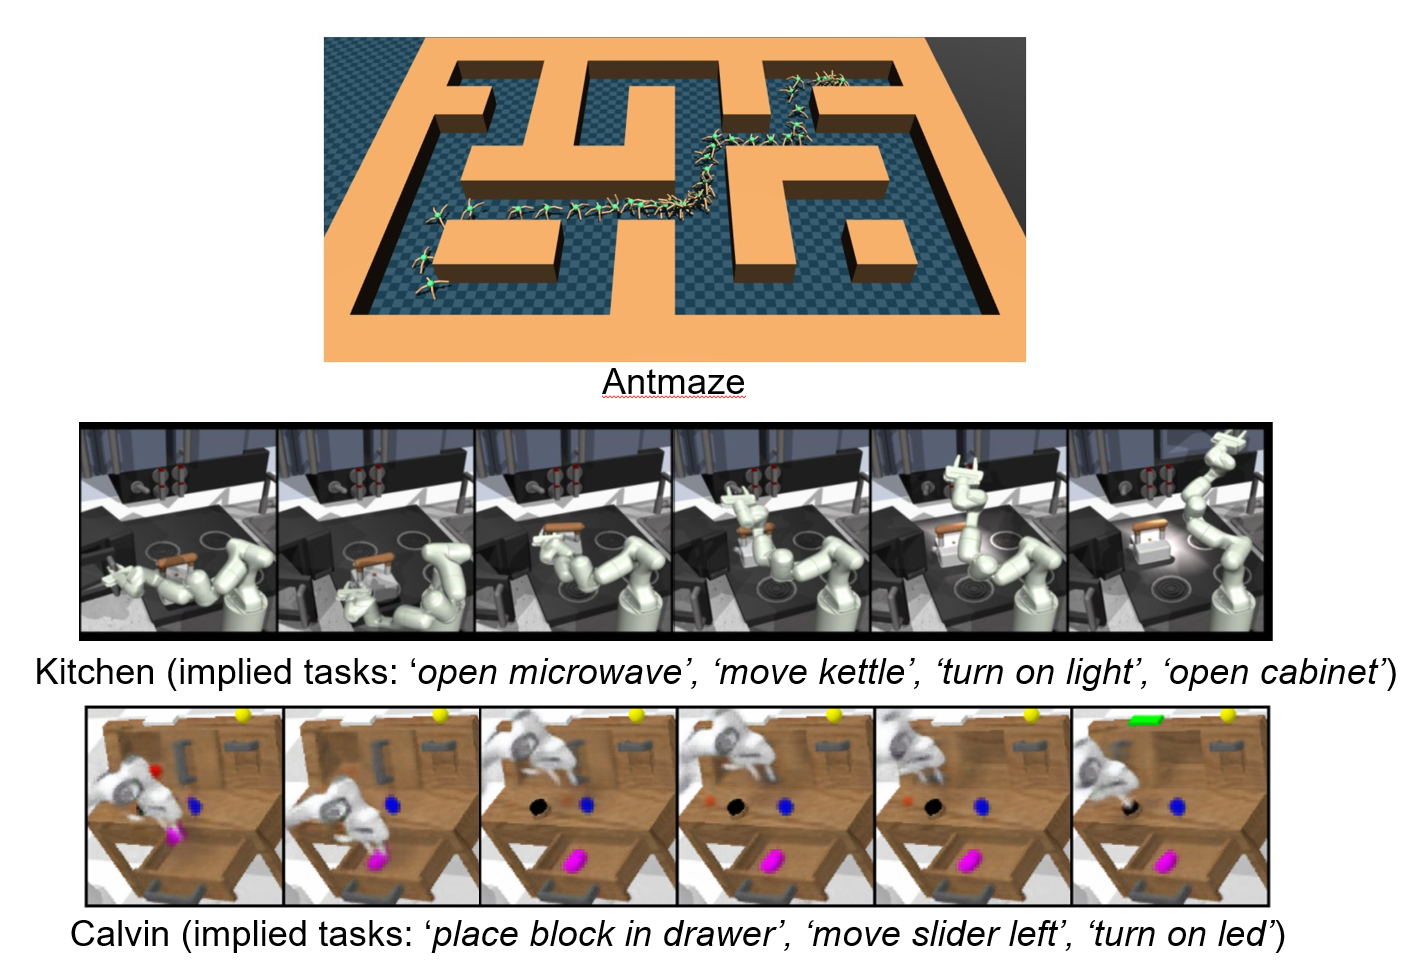 Antmaze
Kitchen (implied tasks: ‘open microwave’, ‘move kettle’, ‘turn on light’, ‘open cabinet’)
Calvin (implied tasks: ‘place block in drawer’, ‘move slider left’, ‘turn on led’)